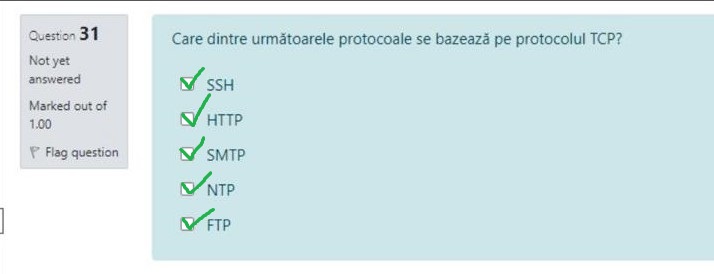 Question 31
Not yet
answered
Marked out of
1.00
Flag question
Care dintre următoarele protocoale se bazează pe protocolul TCP?
SSH
HTTP
SMTP
NTP
FTP